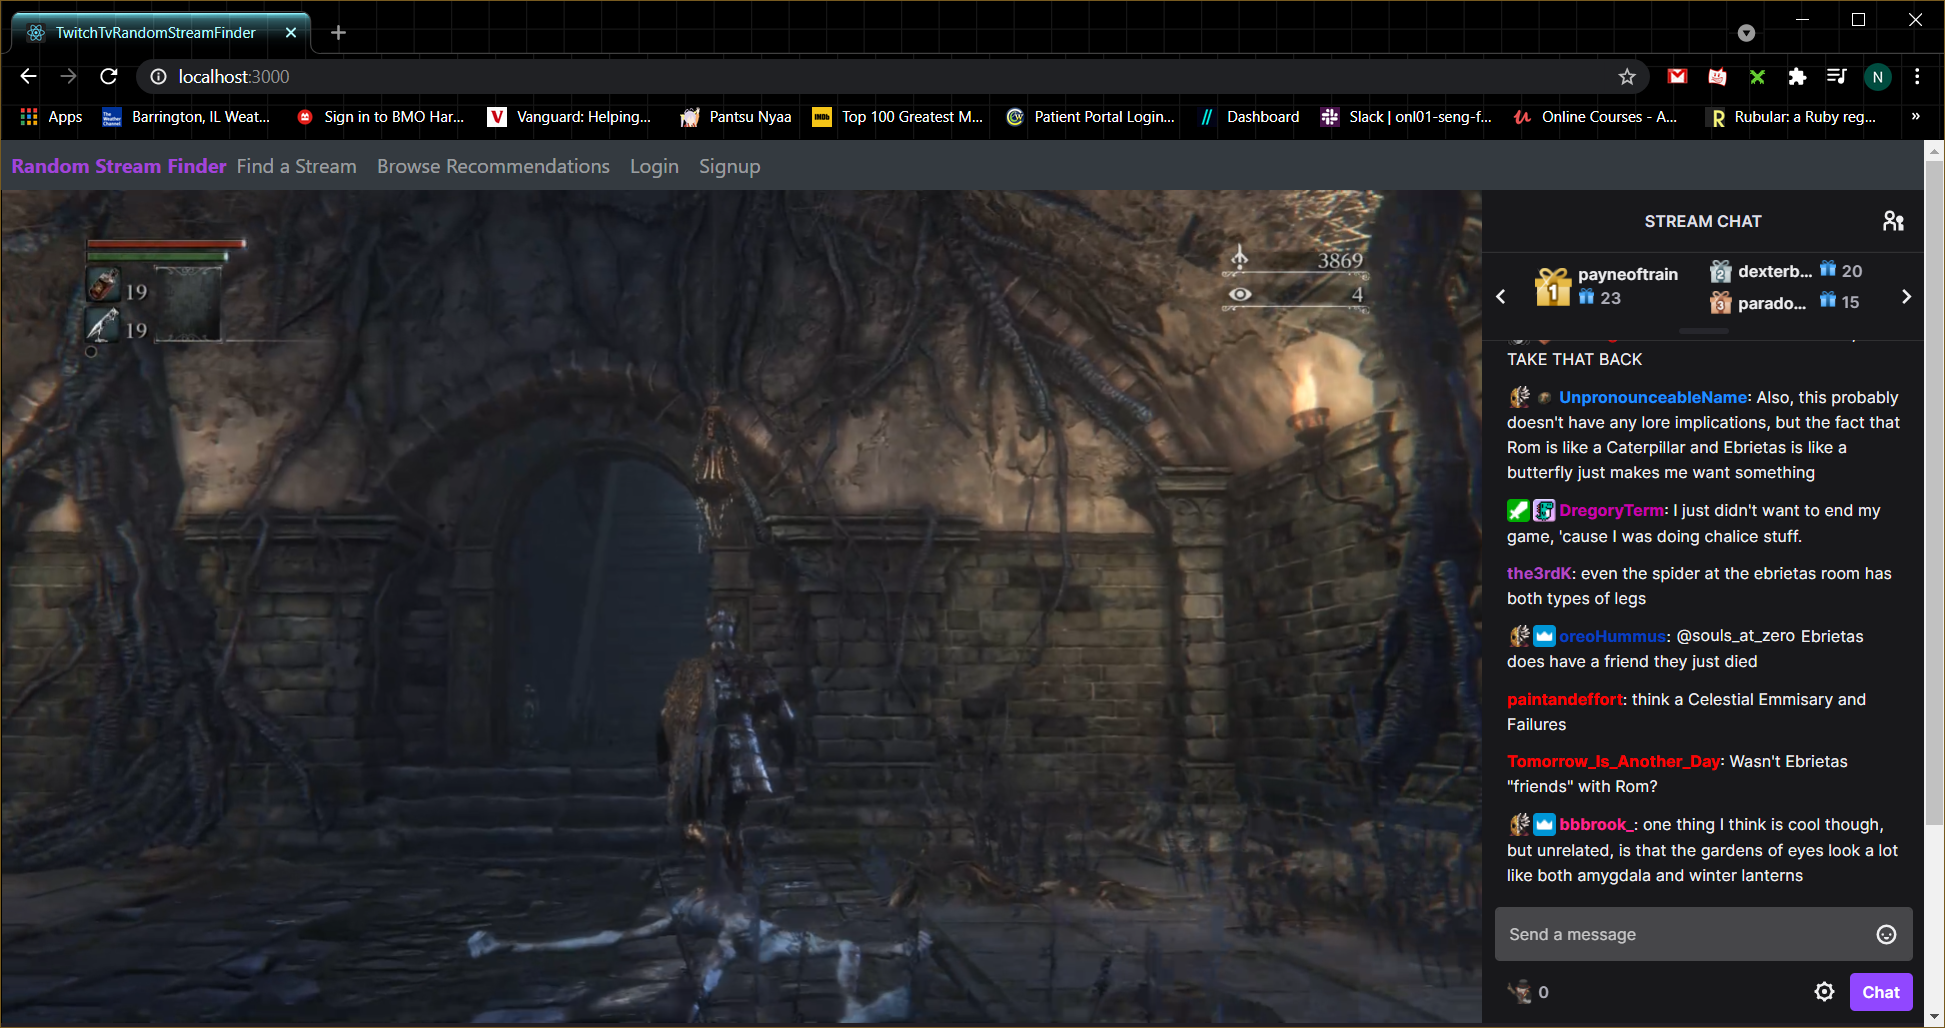 TwitchTvRandomStreamFinder
localhost:3000
N
Apps
The Weather Channel
Barrington, IL Weat...
Sign in to BMO Har...
V
Vanguard: Helping...
Pantsu Nyaa
IMDb
Top 100 Greatest M...
Patient Portal Login...
Dashboard
Slack | onl01-seng-f...
Online Courses - A...
R
Rubular: a Ruby reg...
»
Random Stream Finder Find a Stream Browse Recommendations Login Signup
19
19
3869
4
STREAM CHAT
1 payneoftrain
23
2 dexterb... 20
3 parado... 15
TAKE THAT BACK
UnpronounceableName: Also, this probably
doesn't have any lore implications, but the fact that
Rom is like a Caterpillar and Ebrietas is like a
butterfly just makes me want something
DregoryTerm: I just didn't want to end my
game, 'cause I was doing chalice stuff.
the3rdK: even the spider at the ebrietas room has
both types of legs
oreoHummus: @souls_at_zero Ebrietas
does have a friend they just died
paintandeffort: think a Celestial Emmisary and
Failures
Tomorrow_Is_Another_Day: Wasn't Ebrietas
"friends" with Rom?
bbbrook_: one thing I think is cool though,
but unrelated, is that the gardens of eyes look a lot
like both amygdala and winter lanterns
Send a message
0
Chat